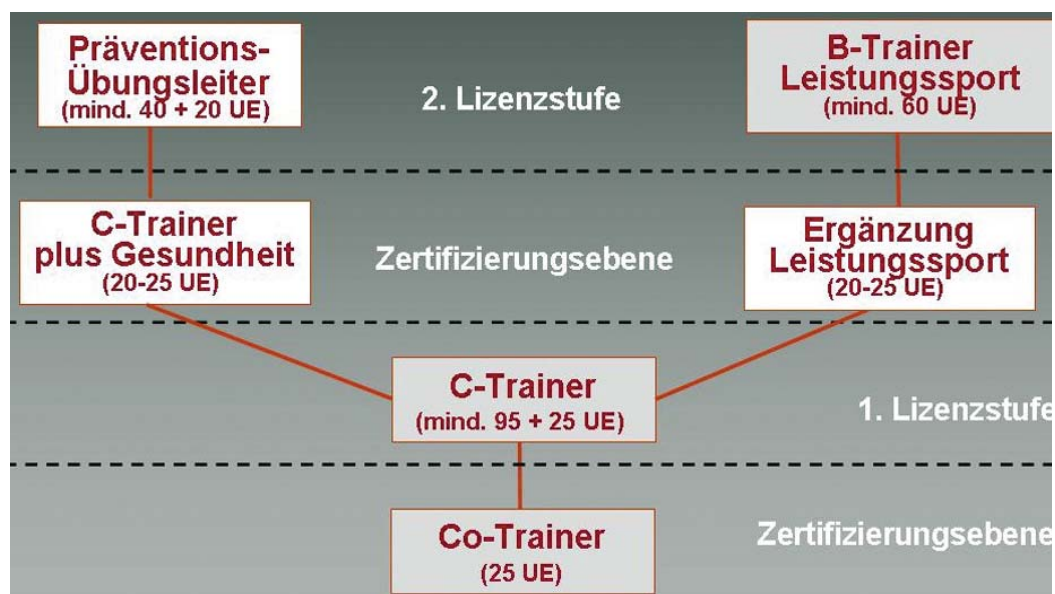 Präventions-
Übungsleiter
(mind. 40 + 20 UE)
2. Lizenzstufe
B-Trainer
Leistungssport
(mind. 60 UE)
C-Trainer
plus Gesundheit
(20-25 UE)
Zertifizierungsebene
Ergänzung
Leistungssport
(20-25 UE)
C-Trainer
(mind. 95 + 25 UE)
1. Lizenzstufe
Co-Trainer
(25 UE)
Zertifizierungsebene